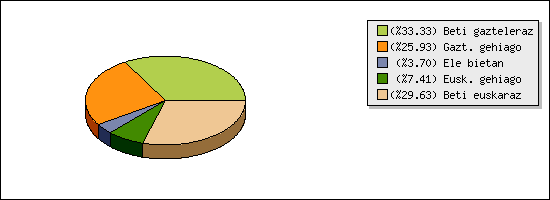 (%33.33) Beti gazteleraz
(%25.93) Gazt. gehiago
(%3.70) Ele bietan
(%7.41) Eusk. gehiago
(%29.63) Beti euskaraz